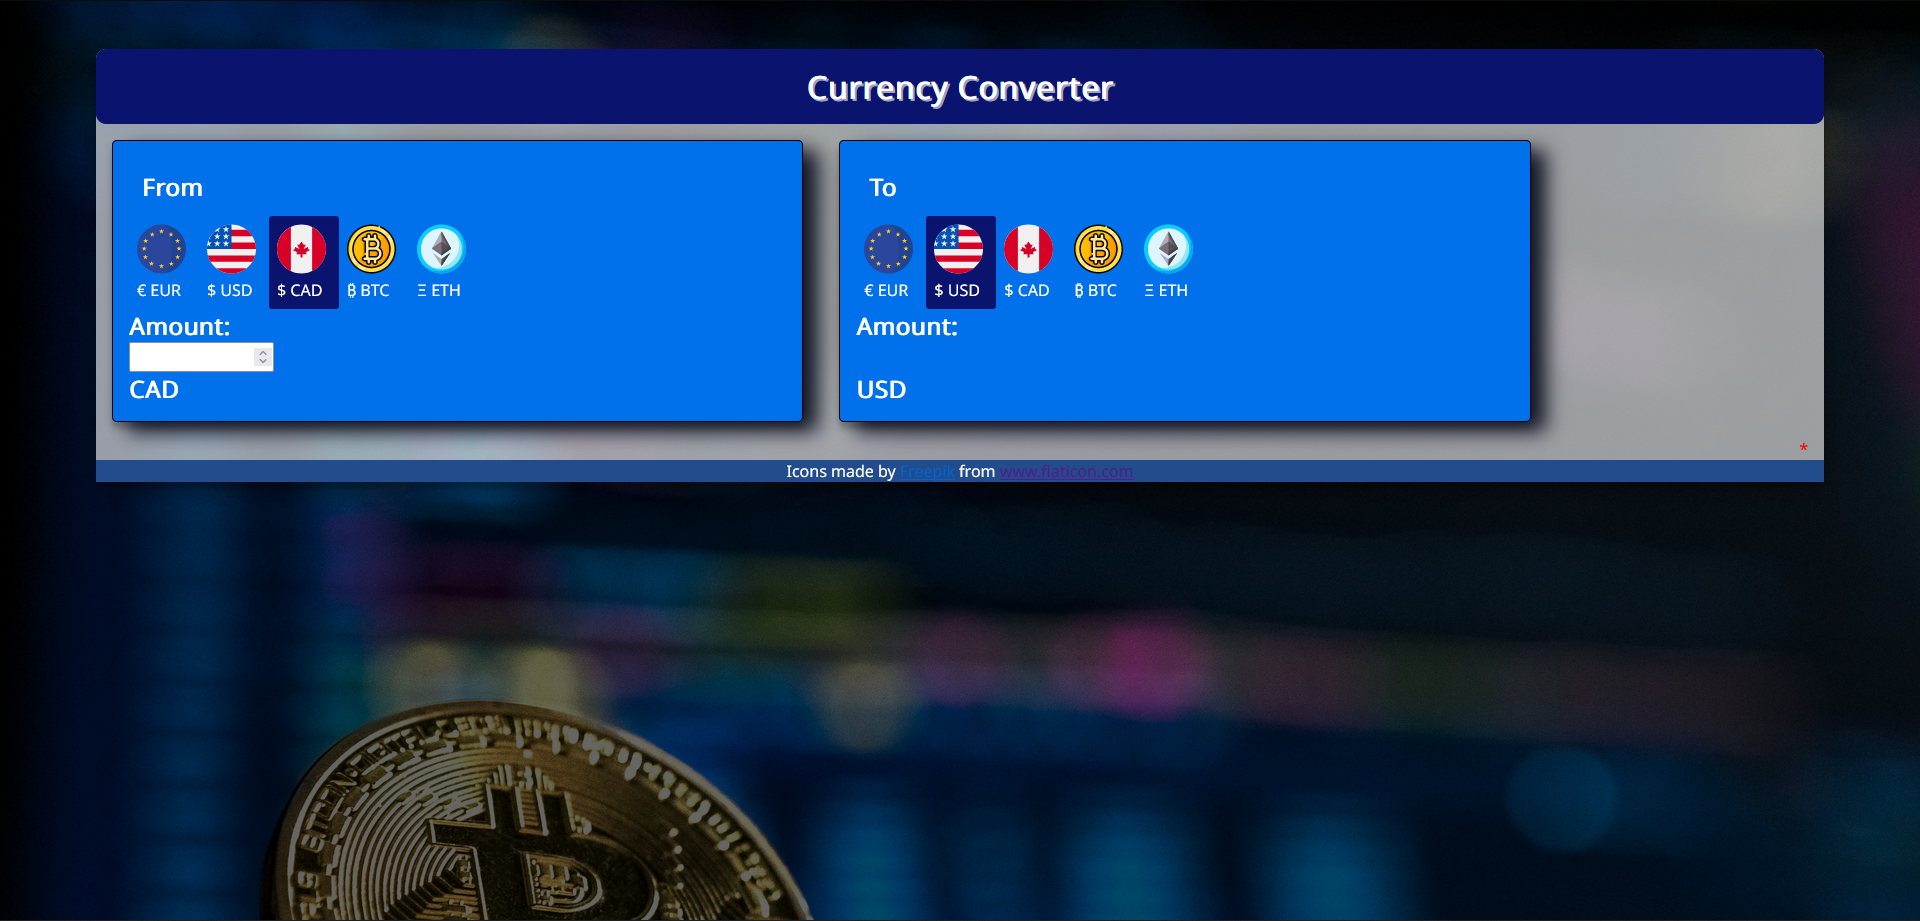 Currency Converter
From
€ EUR $ USD $ CAD ₿ BTC Ξ ETH
Amount:
CAD
To
€ EUR $ USD $ CAD ₿ BTC Ξ ETH
Amount:
USD
*
Icons made by Freepik from www.flaticon.com